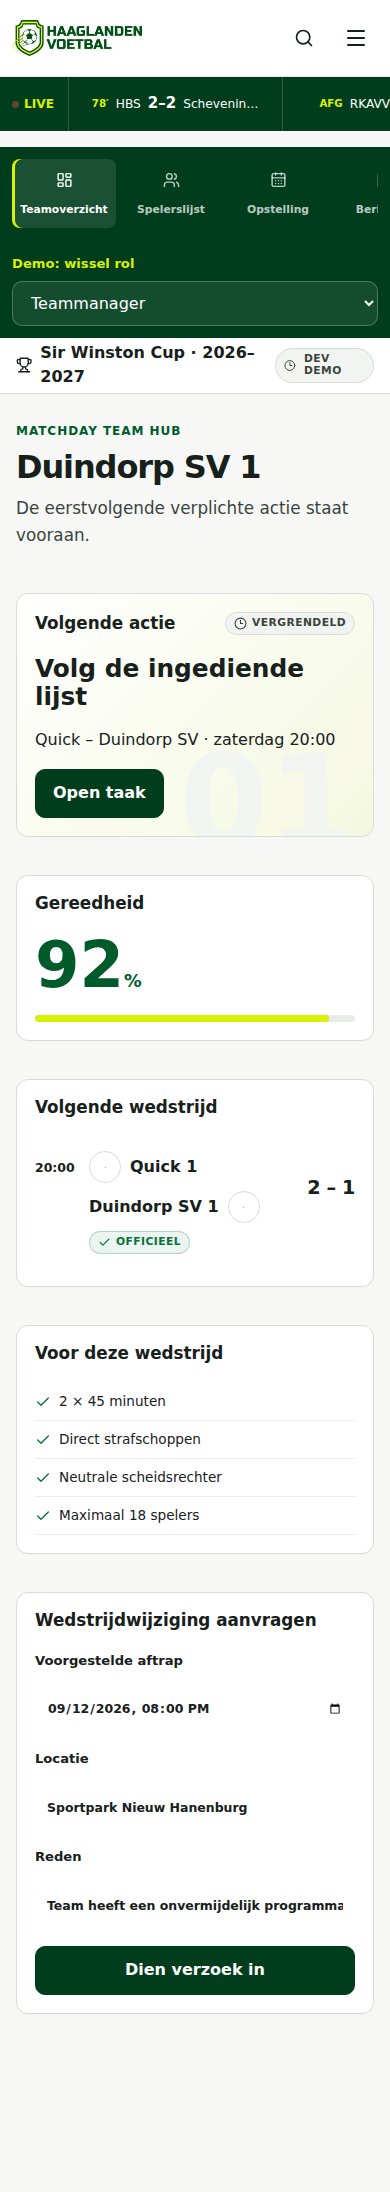 HAAGLANDEN
VOETBAL
LIVE
78' HBS 2–2 Schevenin…
AFG RKAVV
Teamoverzicht
Spelerslijst
Opstelling
Demo: wissel rol
Teammanager
Sir Winston Cup · 2026–
2027
DEV
DEMO
MATCHDAY TEAM HUB
Duindorp SV 1
De eerstvolgende verplichte actie staat
vooraan.
Volgende actie
VERGRENDELD
Volg de ingediende
lijst
Quick – Duindorp SV · zaterdag 20:00
Open taak
01
Gereedheid
92%
Volgende wedstrijd
20:00
Quick 1
Duindorp SV 1
2 – 1
OFFICIEEL
Voor deze wedstrijd
2 × 45 minuten
Direct strafschoppen
Neutrale scheidsrechter
Maximaal 18 spelers
Wedstrijdwijziging aanvragen
Voorgestelde aftrap
09/12/2026, 08:00 PM
Locatie
Sportpark Nieuw Hanenburg
Reden
Team heeft een onvermijdelijk programma
Dien verzoek in